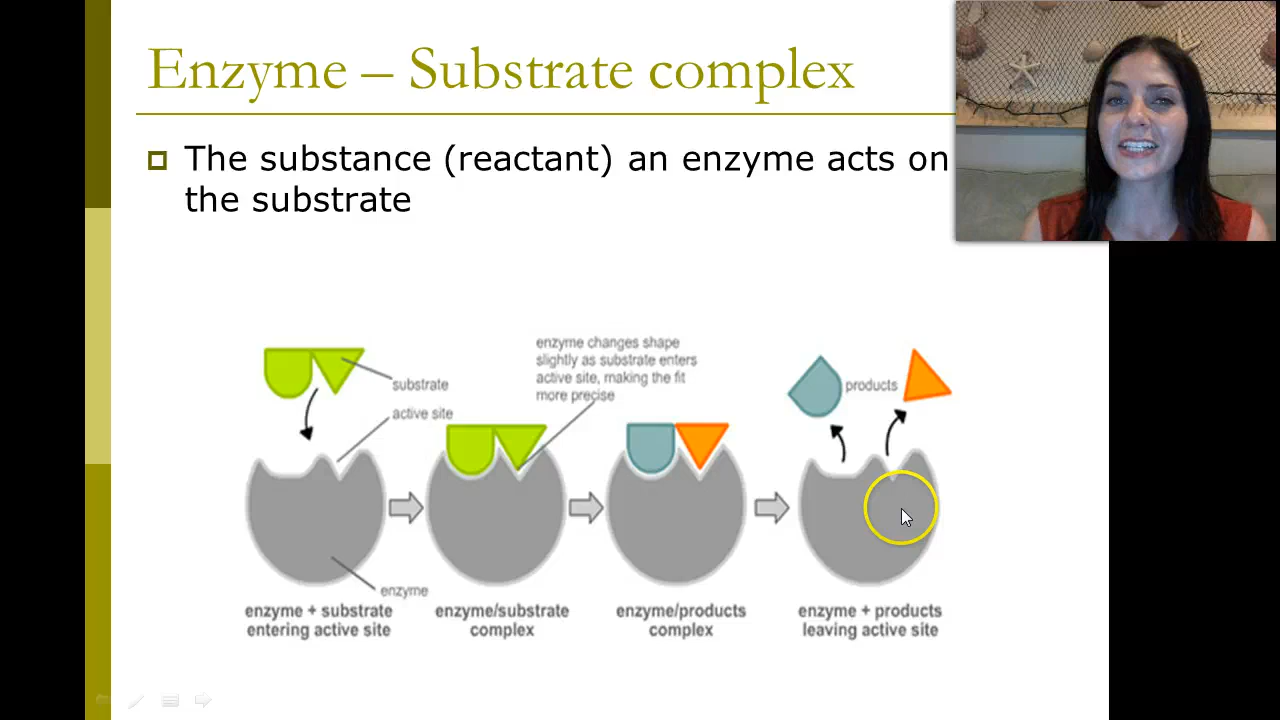 Enzyme – Substrate complex
The substance (reactant) an enzyme acts on
the substrate
enzyme changes shape
slightly as substrate enters
active site, making the fit
more precise
substrate
active site
products
enzyme
enzyme + substrate
entering active site
enzyme/substrate
complex
enzyme/products
complex
enzyme + products
leaving active site